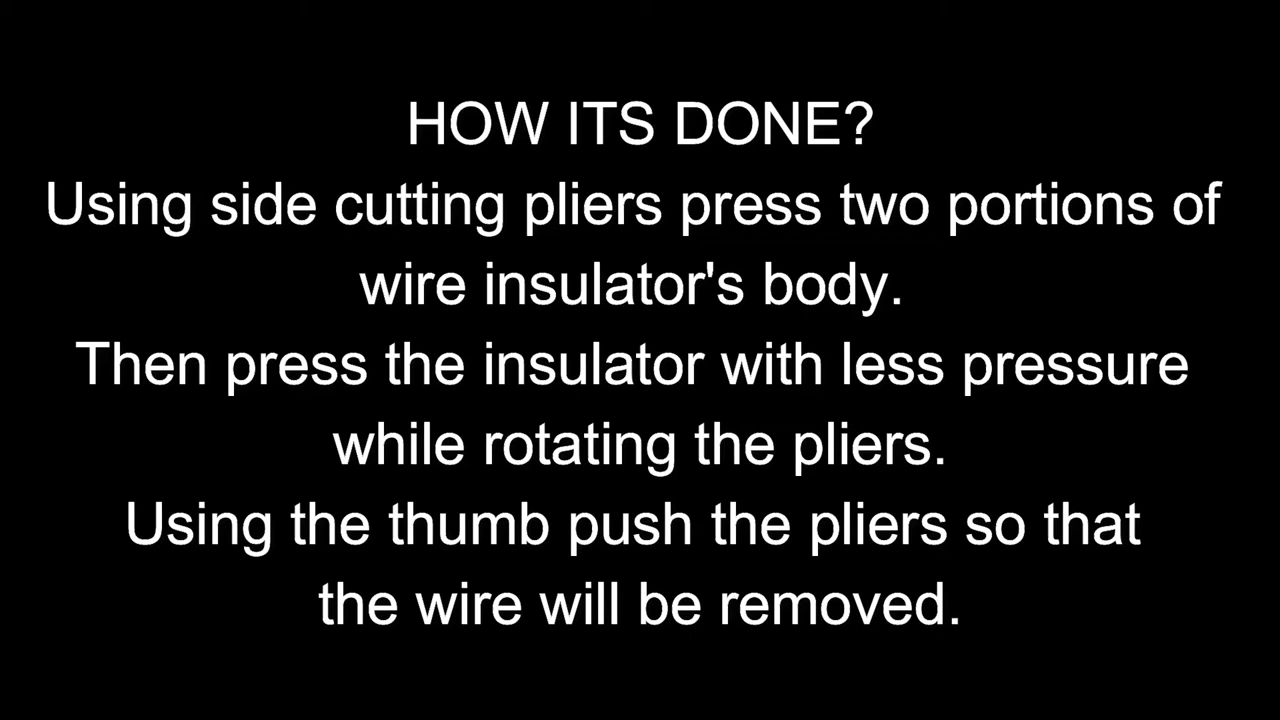 HOW ITS DONE?
Using side cutting pliers press two portions of
wire insulator's body.
Then press the insulator with less pressure
while rotating the pliers.
Using the thumb push the pliers so that
the wire will be removed.